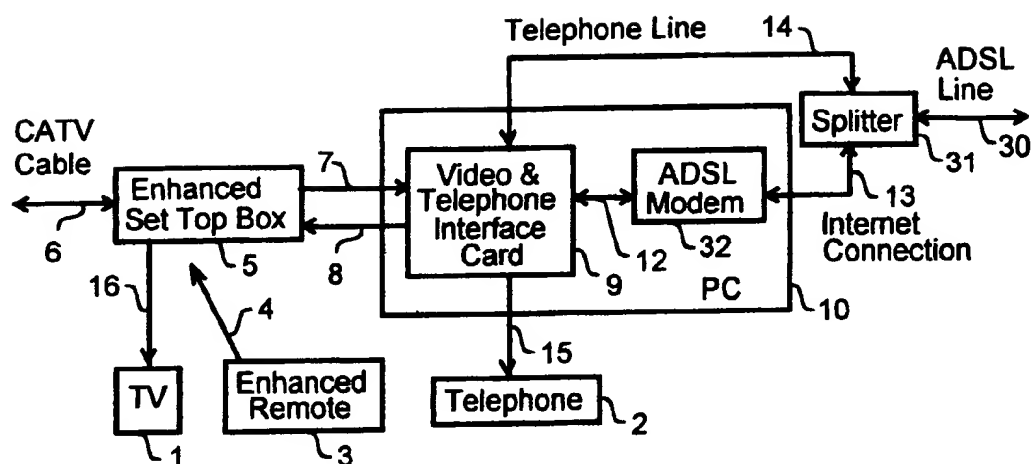 Telephone Line
14
ADSL
Line
Splitter
30
31
CATV
Cable
6
Enhanced
Set Top Box
5
7
8
Video &
Telephone
Interface
Card
9
12
ADSL
Modem
32
13
Internet
Connection
PC
10
16
4
15
TV
1
Enhanced
Remote
3
Telephone
2